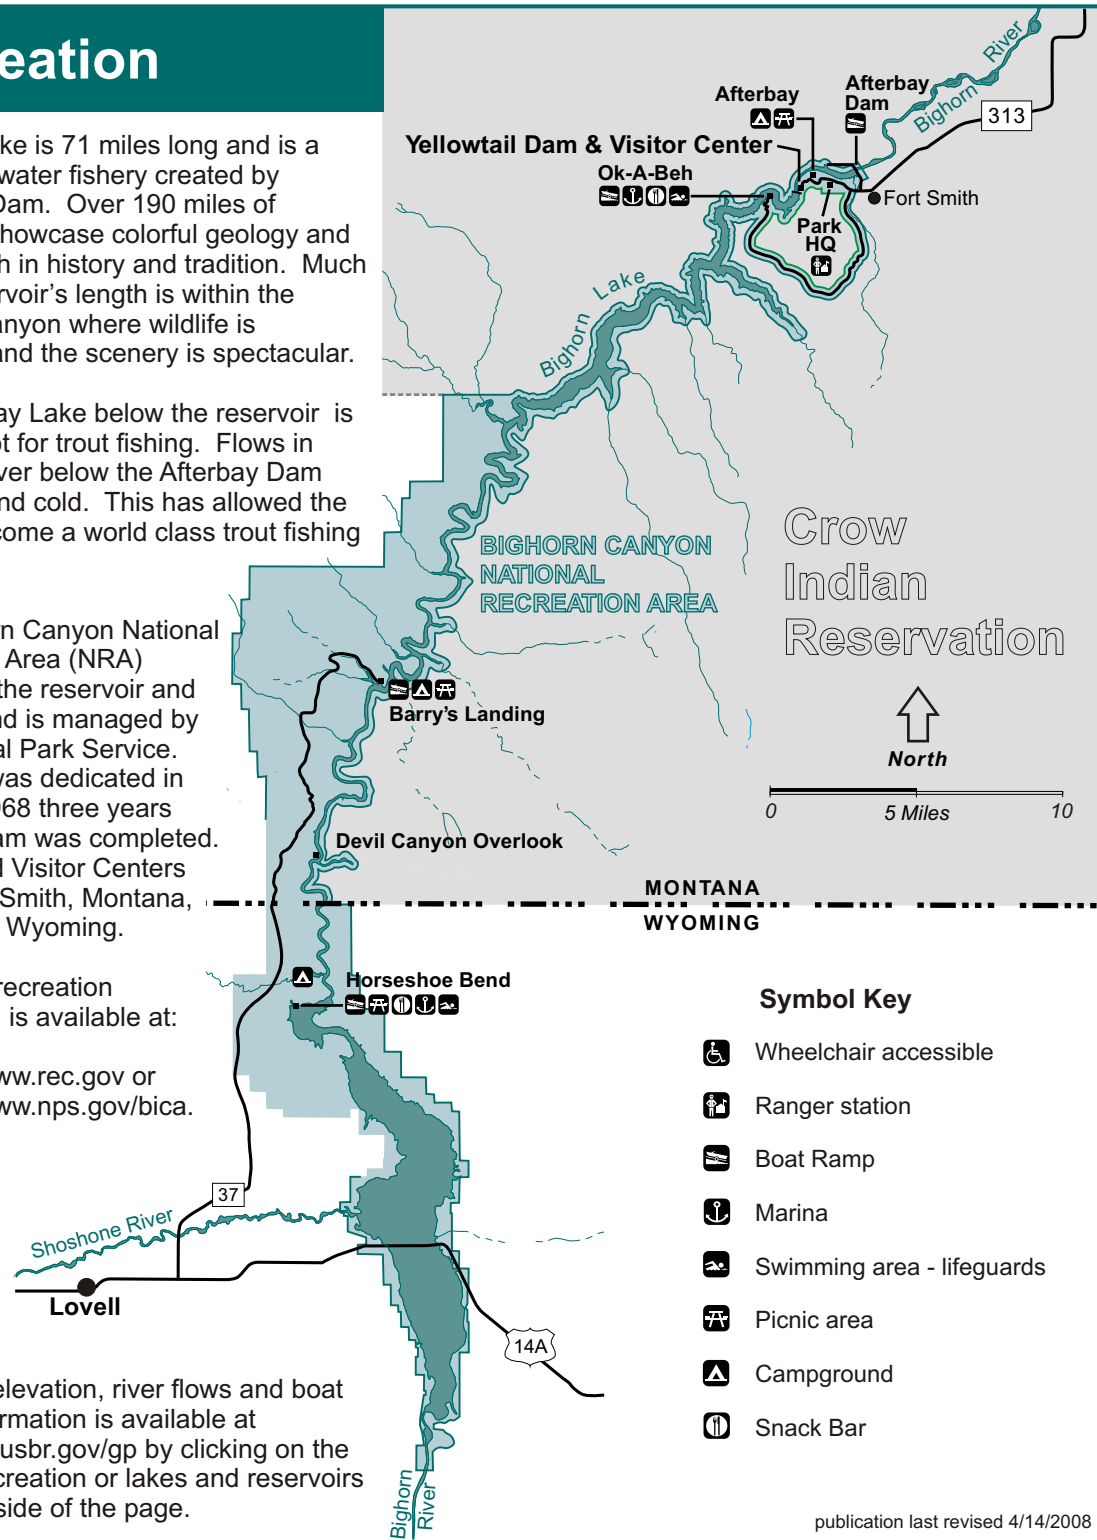 eation
ke is 71 miles long and is a
water fishery created by
Dam. Over 190 miles of
howcase colorful geology and
h in history and tradition. Much
rvoir's length is within the
anyon where wildlife is
and the scenery is spectacular.
ay Lake below the reservoir is
ot for trout fishing. Flows in
ver below the Afterbay Dam
nd cold. This has allowed the
come a world class trout fishing
rn Canyon National
Area (NRA)
the reservoir and
nd is managed by
al Park Service.
was dedicated in
968 three years
am was completed.
l Visitor Centers
Smith, Montana,
Wyoming.
recreation
is available at:
ww.rec.gov or
ww.nps.gov/bica.
elevation, river flows and boat
rmation is available at
usbr.gov/gp by clicking on the
creation or lakes and reservoirs
side of the page.
Bighorn River
313
Afterbay
Afterbay
Dam
Yellowtail Dam & Visitor Center
Ok-A-Beh
Fort Smith
Park
HQ
Bighorn Lake
BIGHORN CANYON
NATIONAL
RECREATION AREA
Crow
Indian
Reservation
North
0 5 Miles 10
Barry's Landing
Devil Canyon Overlook
MONTANA
WYOMING
Horseshoe Bend
37
Shoshone River
Lovell
14A
Bighorn
River
Symbol Key
Wheelchair accessible
Ranger station
Boat Ramp
Marina
Swimming area - lifeguards
Picnic area
Campground
Snack Bar
publication last revised 4/14/2008